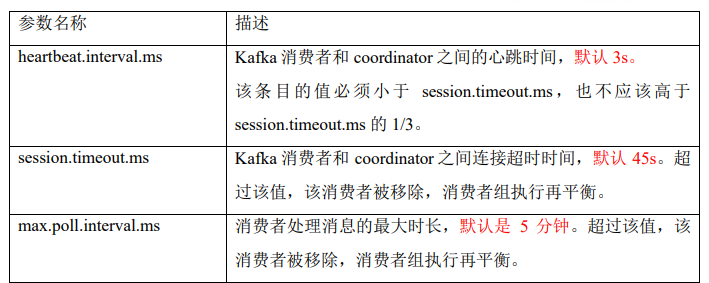 参数名称 描述
heartbeat.interval.ms Kafka 消费者和 coordinator 之间的心跳时间，默认 3s。
该条目的值必须小于 session.timeout.ms，也不应该高于
session.timeout.ms 的 1/3。
session.timeout.ms Kafka 消费者和 coordinator 之间连接超时时间，默认 45s。超
过该值，该消费者被移除，消费者组执行再平衡。
max.poll.interval.ms 消费者处理消息的最大时长，默认是 5 分钟。超过该值，该
消费者被移除，消费者组执行再平衡。